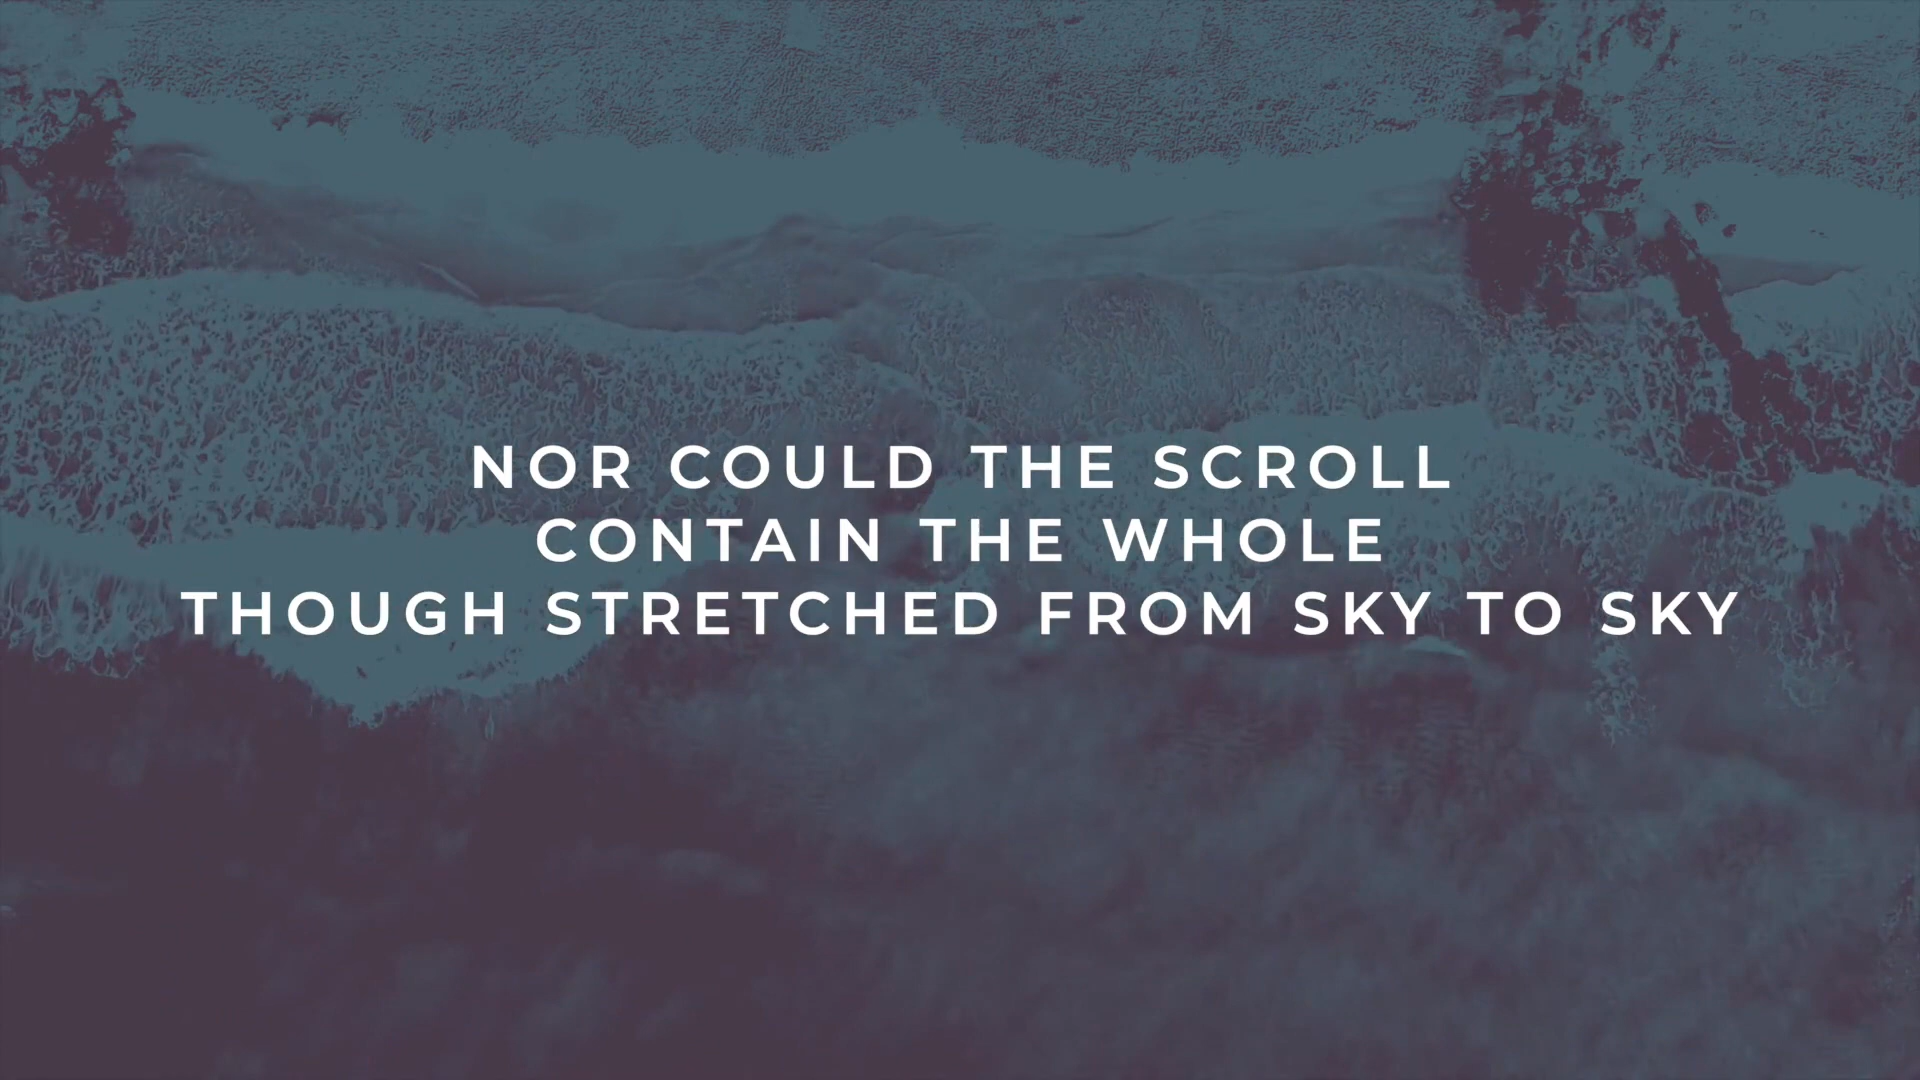 NOR COULD THE SCROLL
CONTAIN THE WHOLE
THOUGH STRETCHED FROM SKY TO SKY